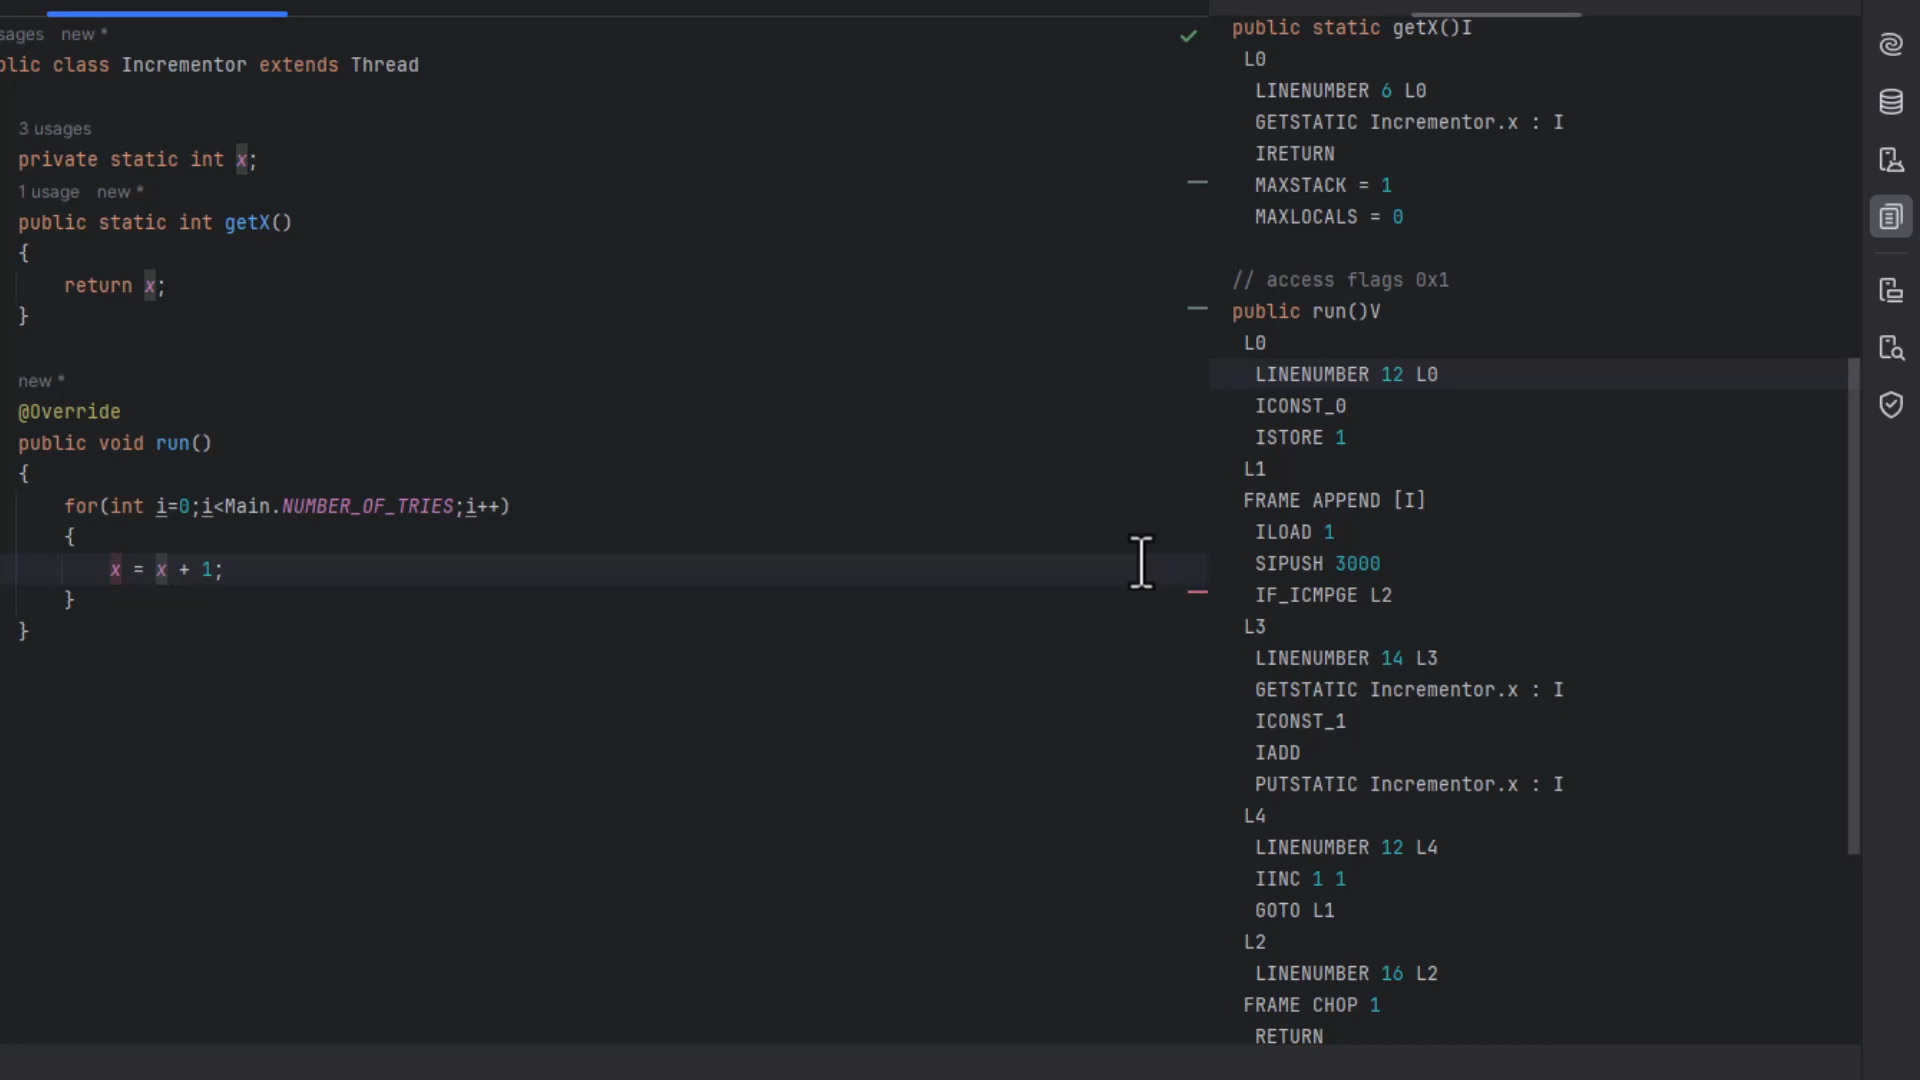 sages new *
blic class Incrementor extends Thread
3 usages
private static int x;
1 usage new *
public static int getX()
{
return x;
}
new *
@Override
public void run()
{
for(int i=0;i<Main.NUMBER_OF_TRIES;i++)
{
x = x + 1;
}
}
public static getX()I
L0
LINENUMBER 6 L0
GETSTATIC Incrementor.x : I
IRETURN
MAXSTACK = 1
MAXLOCALS = 0
// access flags 0x1
public run()V
L0
LINENUMBER 12 L0
ICONST_0
ISTORE 1
L1
FRAME APPEND [I]
ILOAD 1
SIPUSH 3000
IF_ICMPGE L2
L3
LINENUMBER 14 L3
GETSTATIC Incrementor.x : I
ICONST_1
IADD
PUTSTATIC Incrementor.x : I
L4
LINENUMBER 12 L4
IINC 1 1
GOTO L1
L2
LINENUMBER 16 L2
FRAME CHOP 1
RETURN